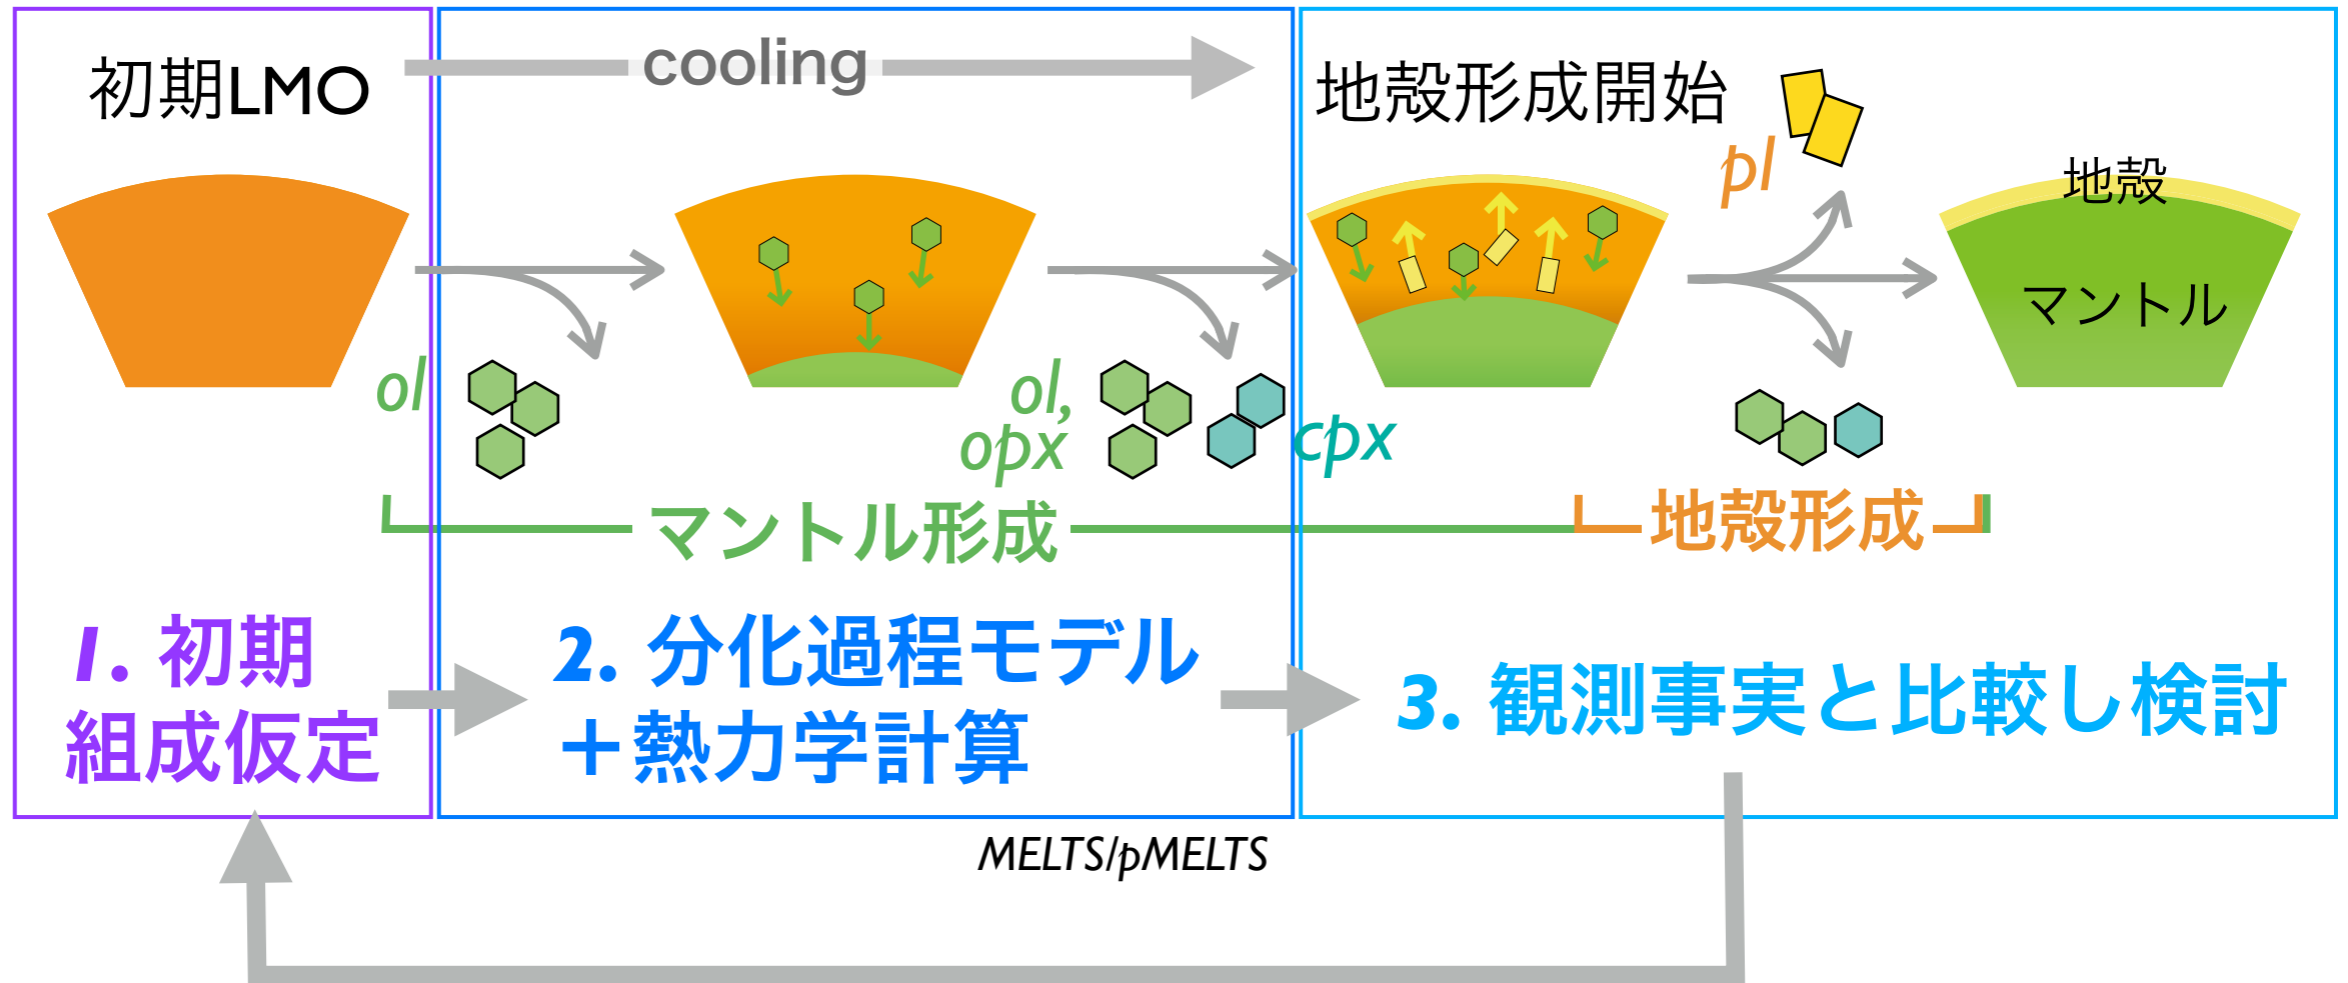 初期LMO
cooling
地殻形成開始
pl
地殻
マントル
ol
ol,
opx
cpx
マントル形成
地殻形成
1. 初期
組成仮定
2. 分化過程モデル
＋熱力学計算
3. 観測事実と比較し検討
MELTS/pMELTS